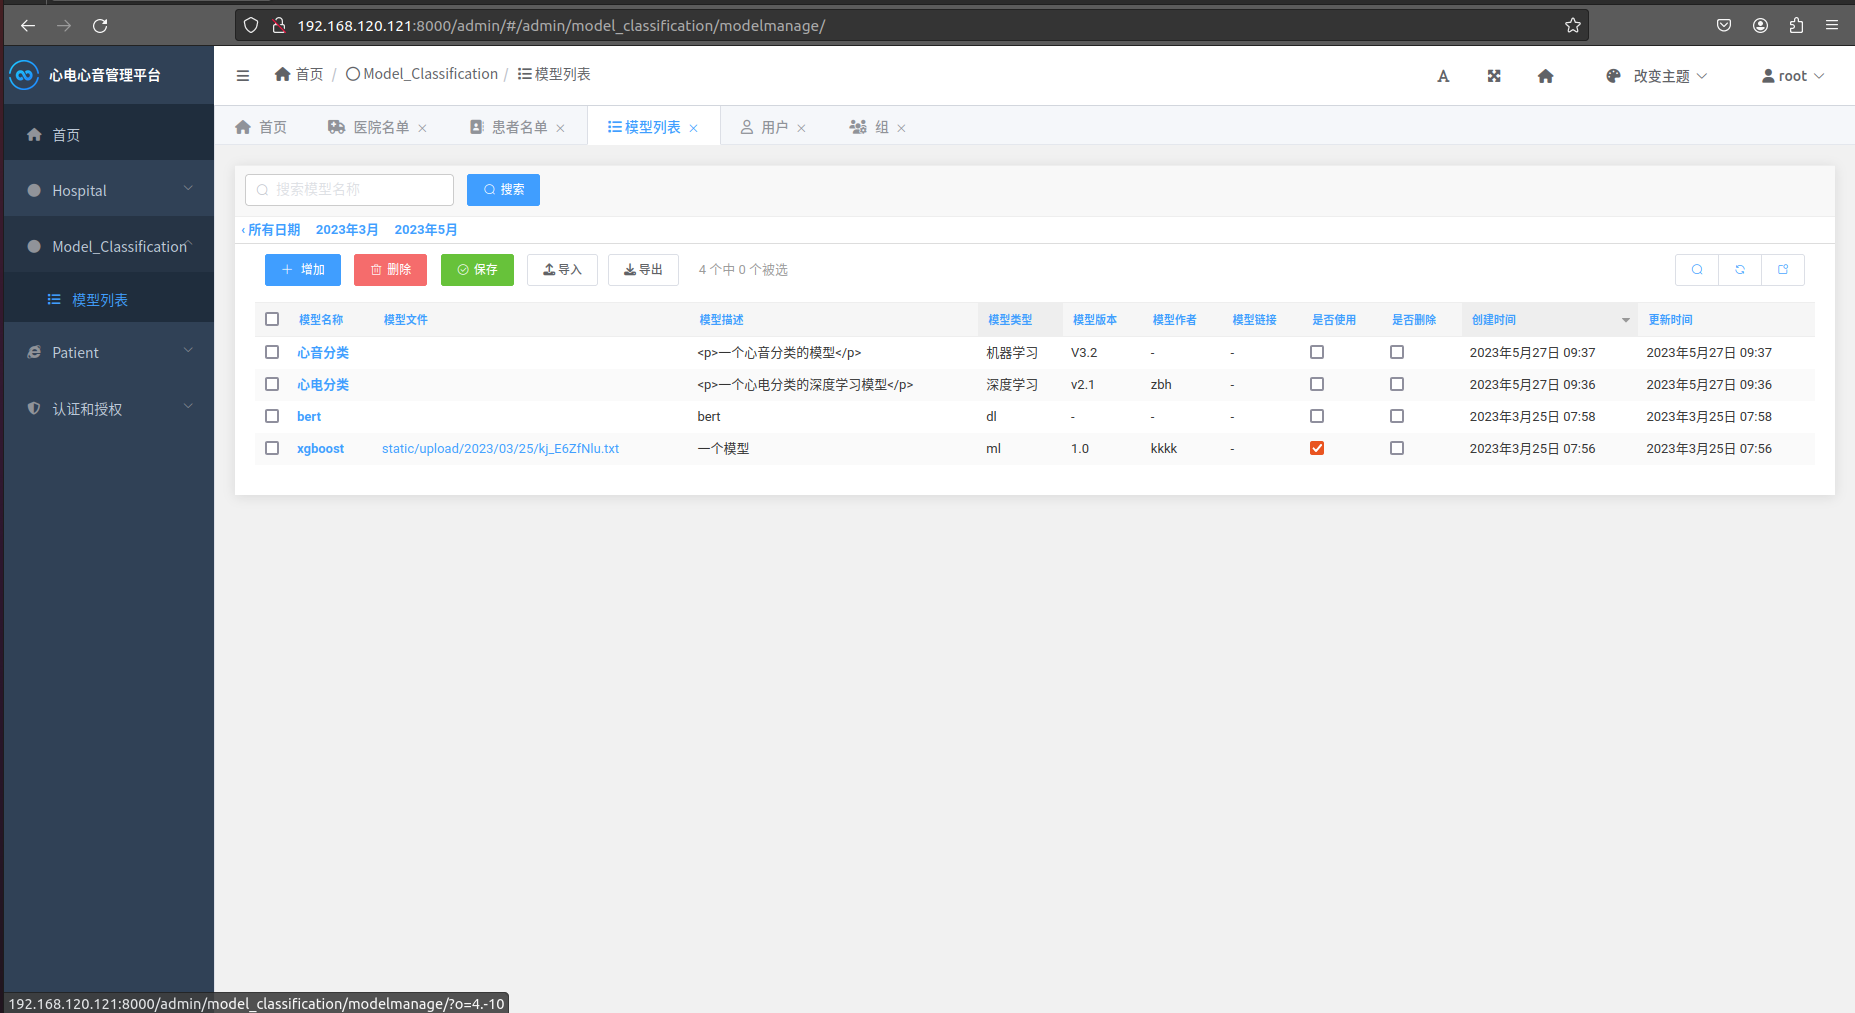 192.168.120.121:8000/admin/#/admin/model_classification/modelmanage/
心电心音管理平台
首页 / Model_Classification / 模型列表
A 改变主题 root
首页
Hospital
Model_Classification
模型列表
Patient
认证和授权
首页 医院名单 患者名单 模型列表 用户 组
搜索模型名称 搜索
‹ 所有日期 2023年3月 2023年5月
增加 删除 保存 导入 导出 4 个中 0 个被选
模型名称 模型文件 模型描述 模型类型 模型版本 模型作者 模型链接 是否使用 是否删除 创建时间 更新时间
心音分类 <p>一个心音分类的模型</p> 机器学习 V3.2 - - 2023年5月27日 09:37 2023年5月27日 09:37
心电分类 <p>一个心电分类的深度学习模型</p> 深度学习 v2.1 zbh - 2023年5月27日 09:36 2023年5月27日 09:36
bert bert dl - - - 2023年3月25日 07:58 2023年3月25日 07:58
xgboost static/upload/2023/03/25/kj_E6ZfNlu.txt 一个模型 ml 1.0 kkkk - 2023年3月25日 07:56 2023年3月25日 07:56
192.168.120.121:8000/admin/model_classification/modelmanage/?o=4.-10